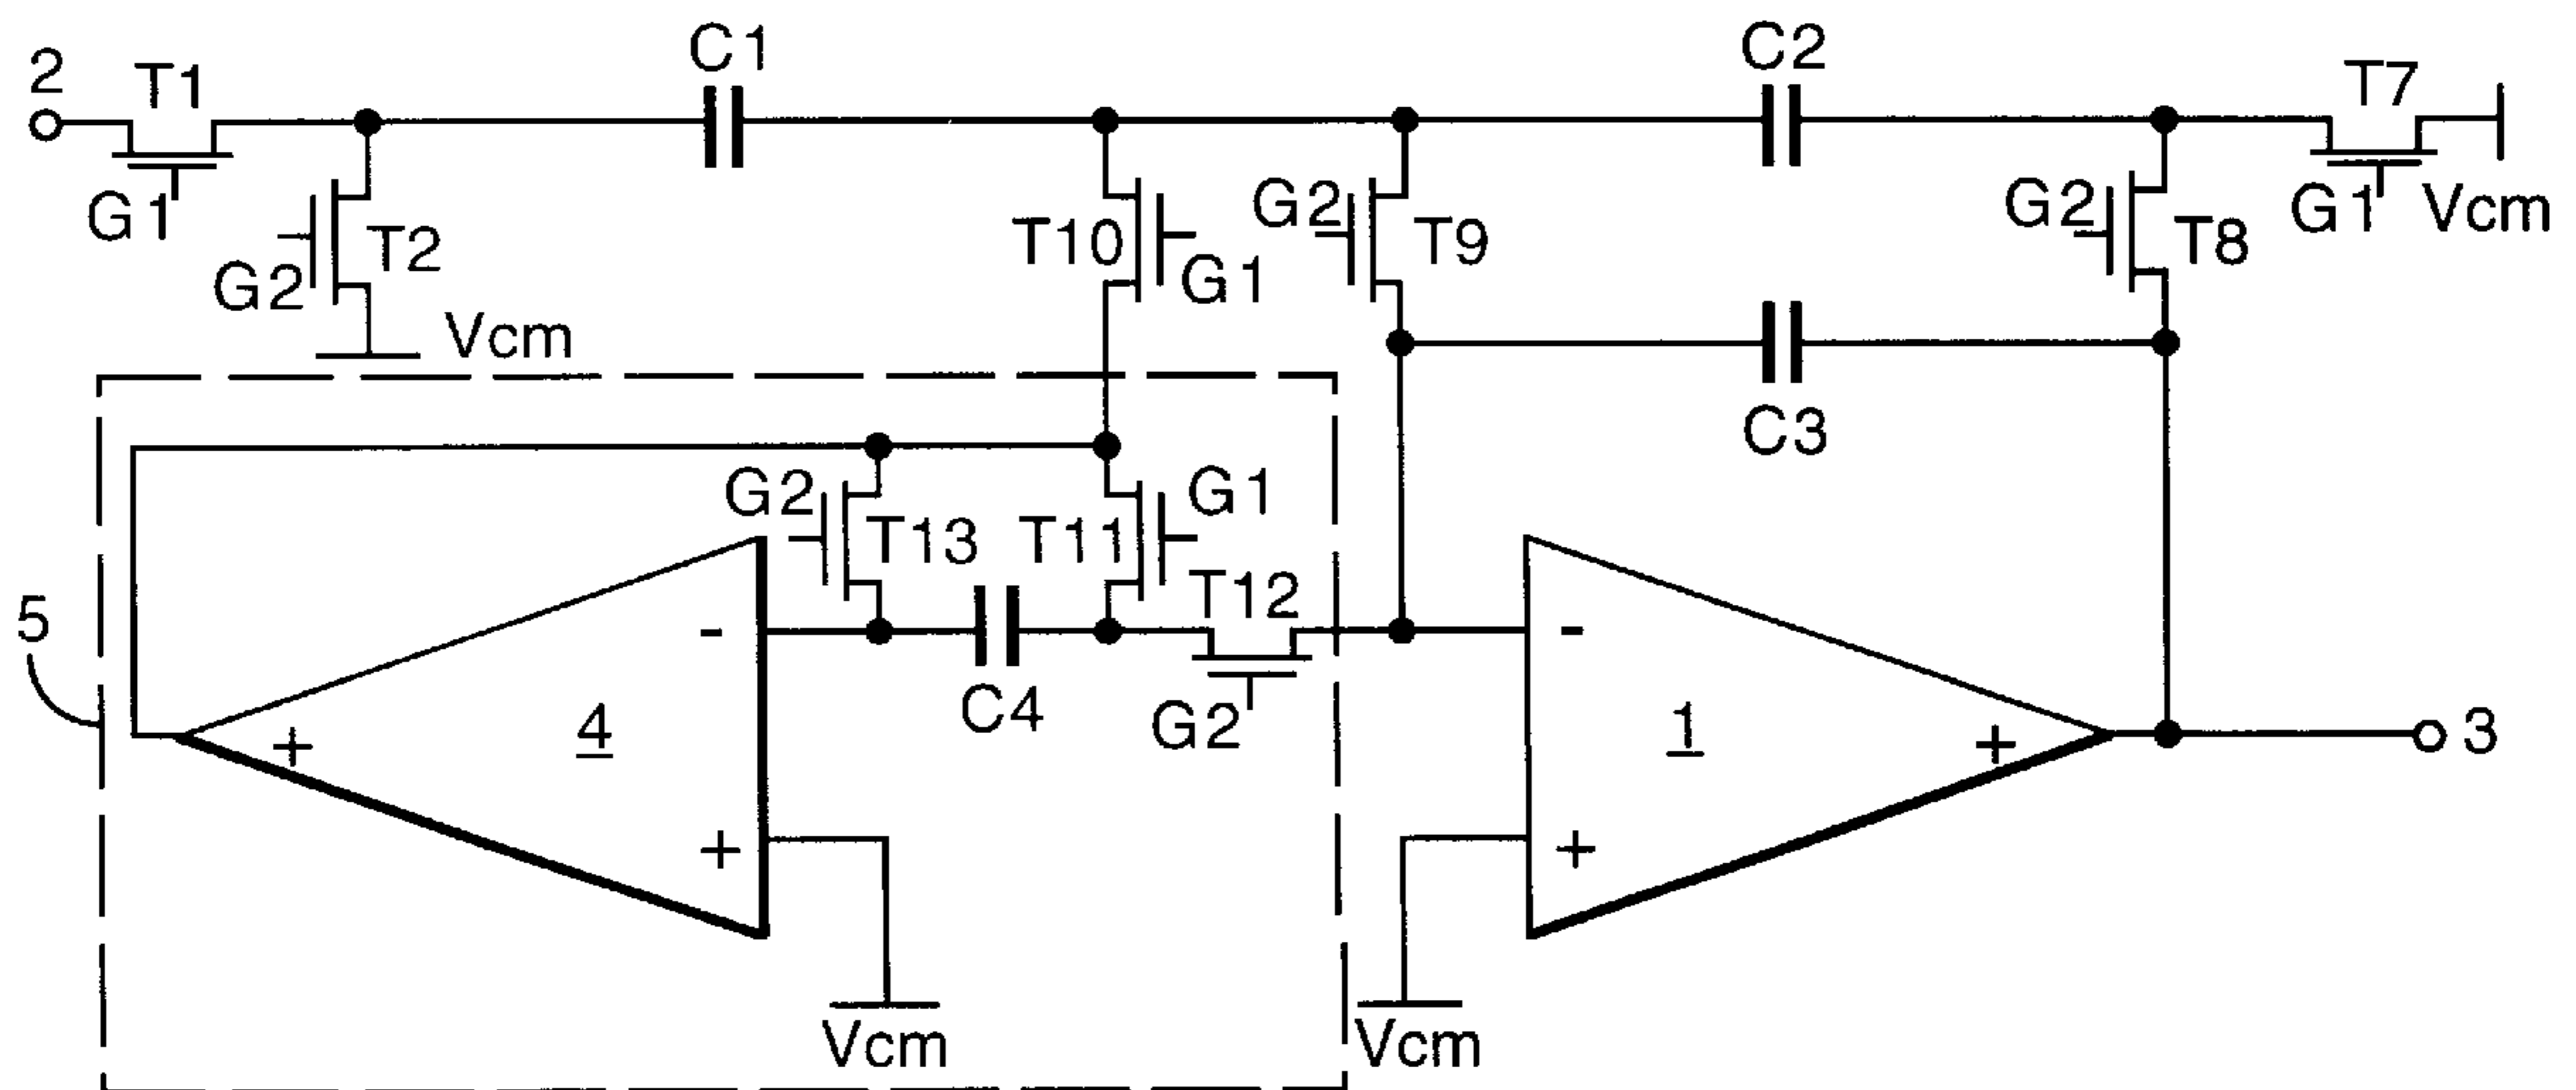 2
T1
G1
G2
T2
Vcm
C1
T10
G1
G2
T9
C2
G2
T8
T7
G1
Vcm
C3
5
G2
T13
T11
G1
T12
G2
C4
-
+
4
+
Vcm
-
+
1
+
Vcm
3